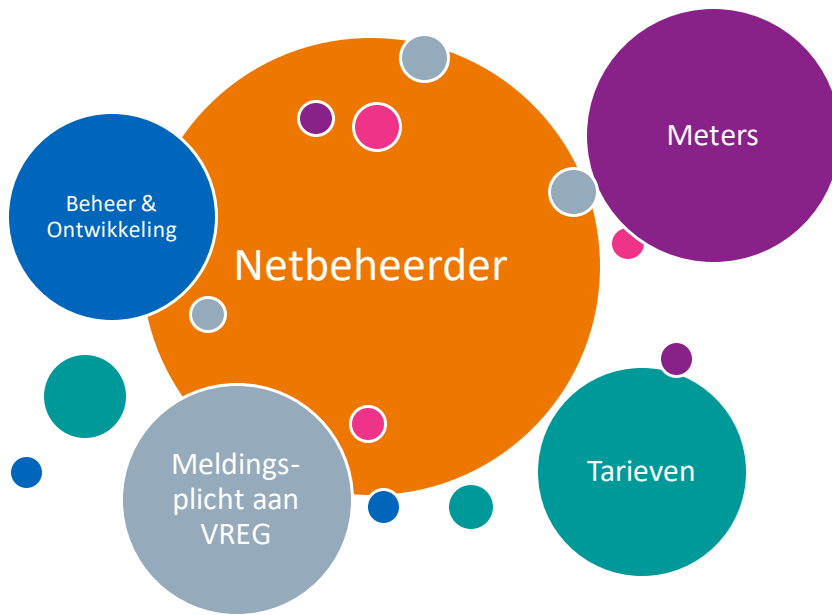 Netbeheerder
Beheer &
Ontwikkeling
Meters
Meldings-
plicht aan
VREG
Tarieven